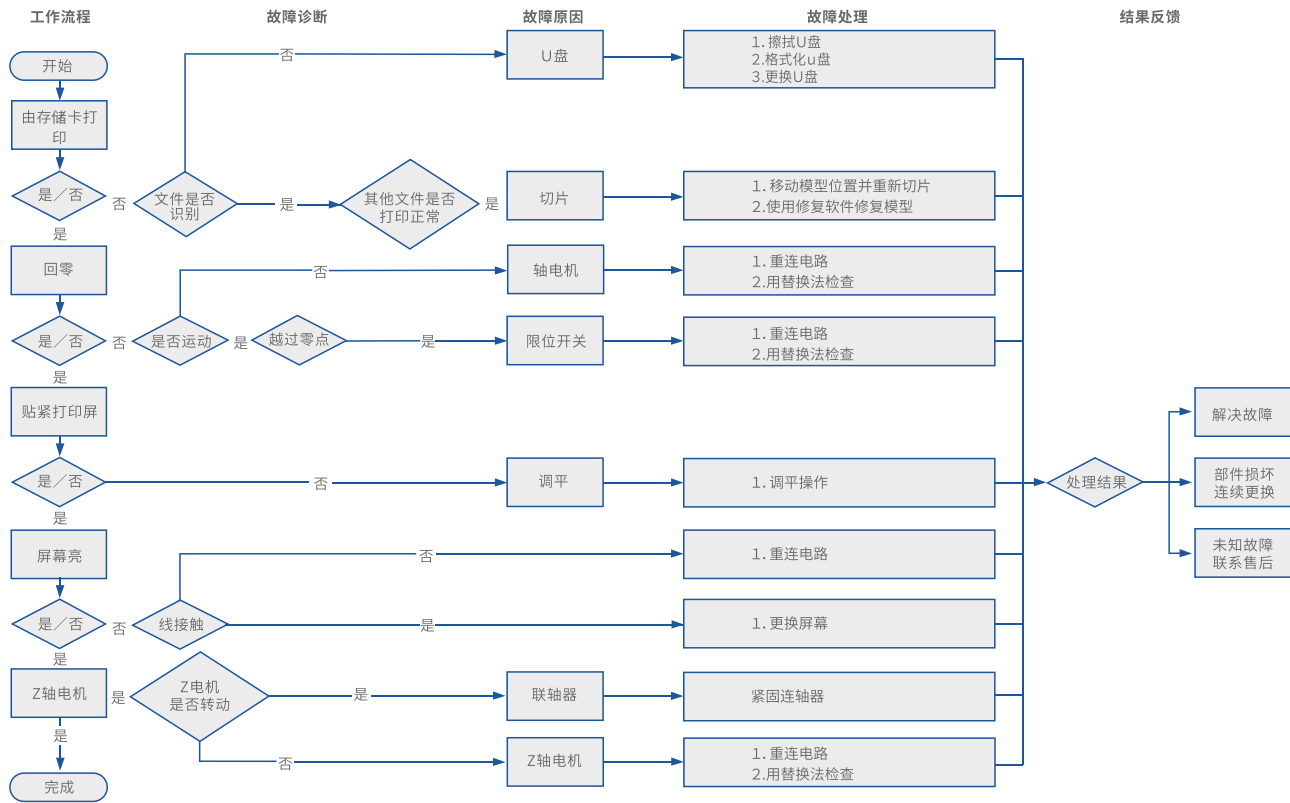 工作流程
故障诊断
故障原因
故障处理
结果反馈
开始
否
U盘
1. 擦拭U盘
2.格式化u盘
3.更换U盘
由存储卡打
印
是／否
否
文件是否
识别
是
其他文件是否
打印正常
是
切片
1. 移动模型位置并重新切片
2.使用修复软件修复模型
是
回零
否
轴电机
1. 重连电路
2.用替换法检查
是／否
否
是否运动
是
越过零点
是
限位开关
1. 重连电路
2.用替换法检查
是
贴紧打印屏
解决故障
是／否
否
调平
1. 调平操作
处理结果
部件损坏
连续更换
是
屏幕亮
否
1. 重连电路
未知故障
联系售后
是／否
否
线接触
是
1. 更换屏幕
是
Z轴电机
是
Z电机
是否转动
是
联轴器
紧固连轴器
是
否
Z轴电机
1. 重连电路
2.用替换法检查
完成